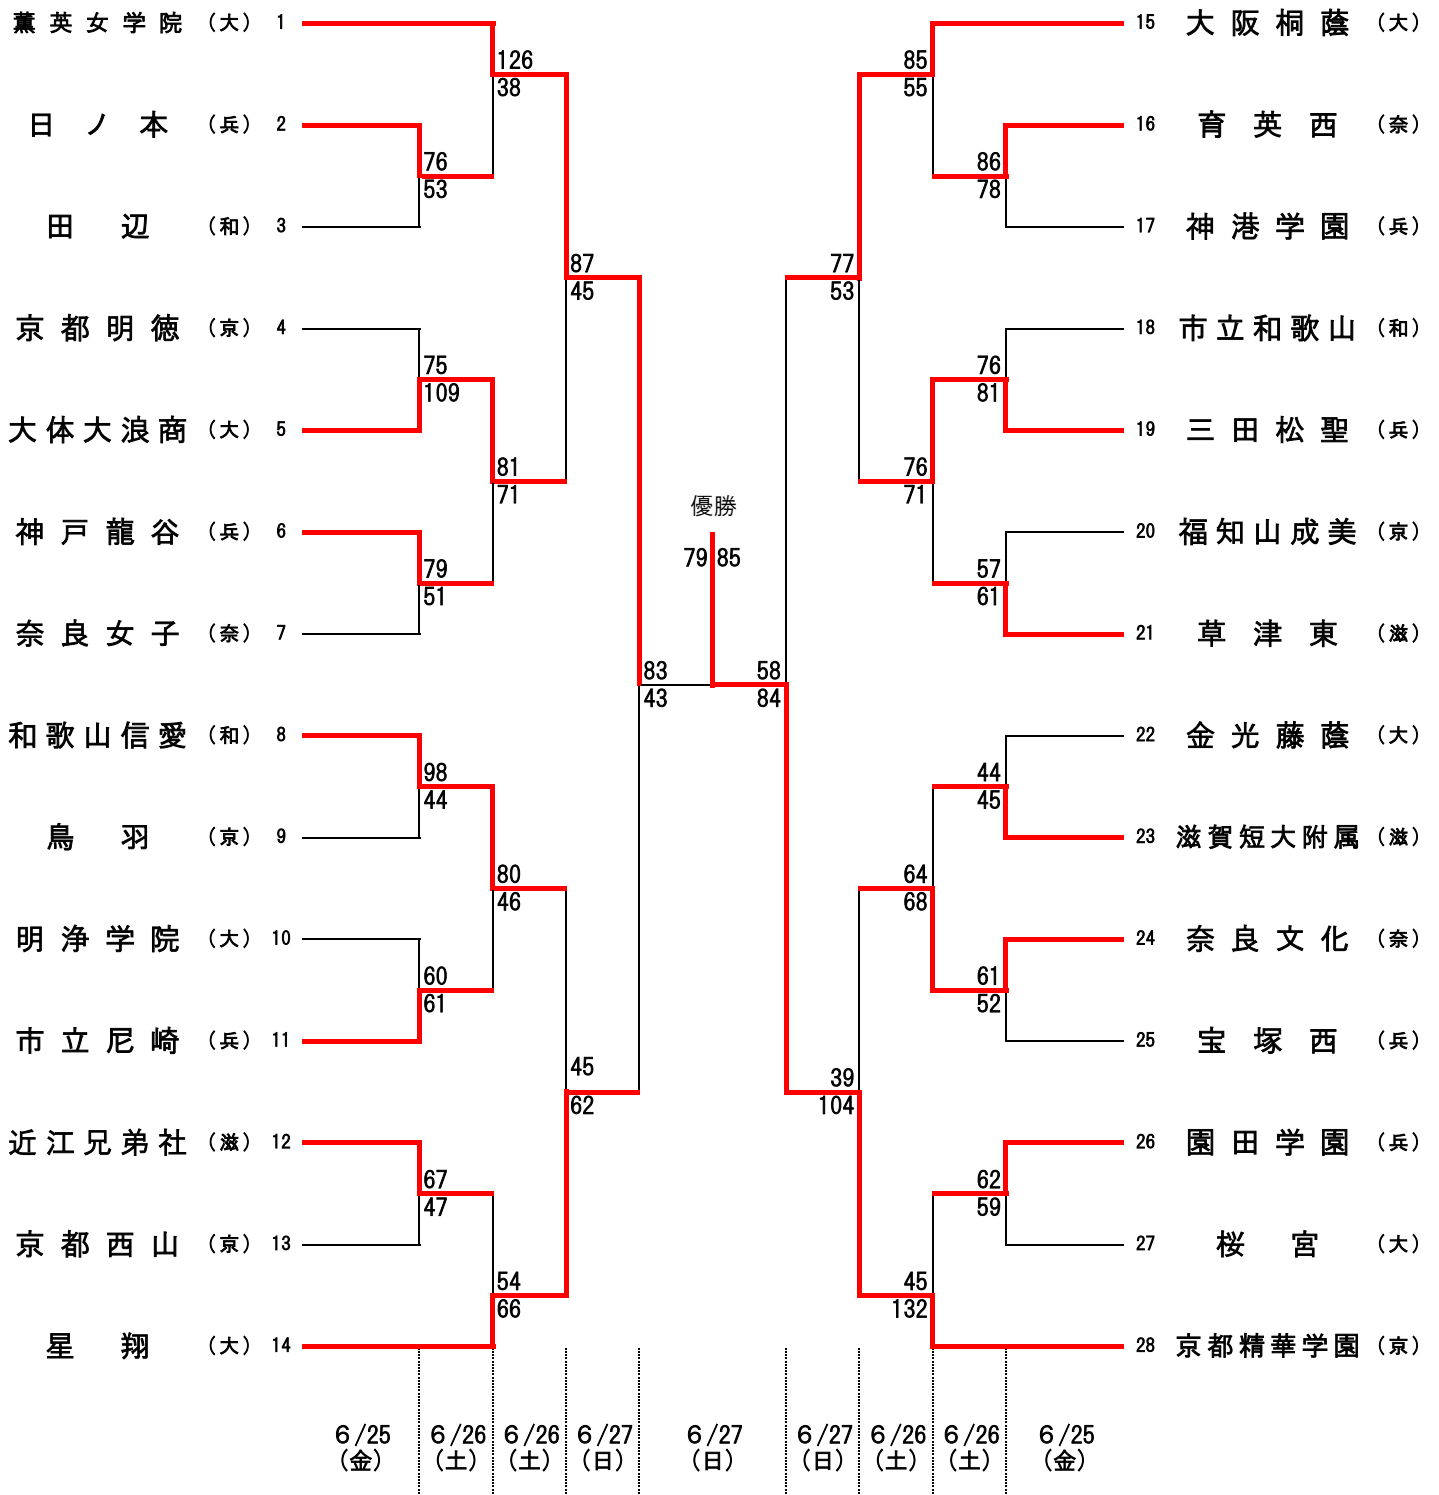 薫英女学院 （大） 1
126
38
日ノ本 （兵） 2
76
53
田辺 （和） 3
87
45
京都明徳 （京） 4
75
109
大体大浪商 （大） 5
81
71
神戸龍谷 （兵） 6
79
51
奈良女子 （奈） 7
83
43
和歌山信愛 （和） 8
98
44
鳥羽 （京） 9
80
46
明浄学院 （大） 10
60
61
市立尼崎 （兵） 11
45
62
近江兄弟社 （滋） 12
67
47
京都西山 （京） 13
54
66
星翔 （大） 14
優勝
79 85
15 大阪桐蔭 （大）
85
55
16 育英西 （奈）
86
78
17 神港学園 （兵）
77
53
18 市立和歌山 （和）
76
81
19 三田松聖 （兵）
76
71
20 福知山成美 （京）
57
61
21 草津東 （滋）
58
84
22 金光藤蔭 （大）
44
45
23 滋賀短大附属 （滋）
64
68
24 奈良文化 （奈）
61
52
25 宝塚西 （兵）
39
104
26 園田学園 （兵）
62
59
27 桜宮 （大）
45
132
28 京都精華学園 （京）
6/25 6/26 6/26 6/27 6/27 6/27 6/26 6/26 6/25
（金） （土） （土） （日） （日） （日） （土） （土） （金）